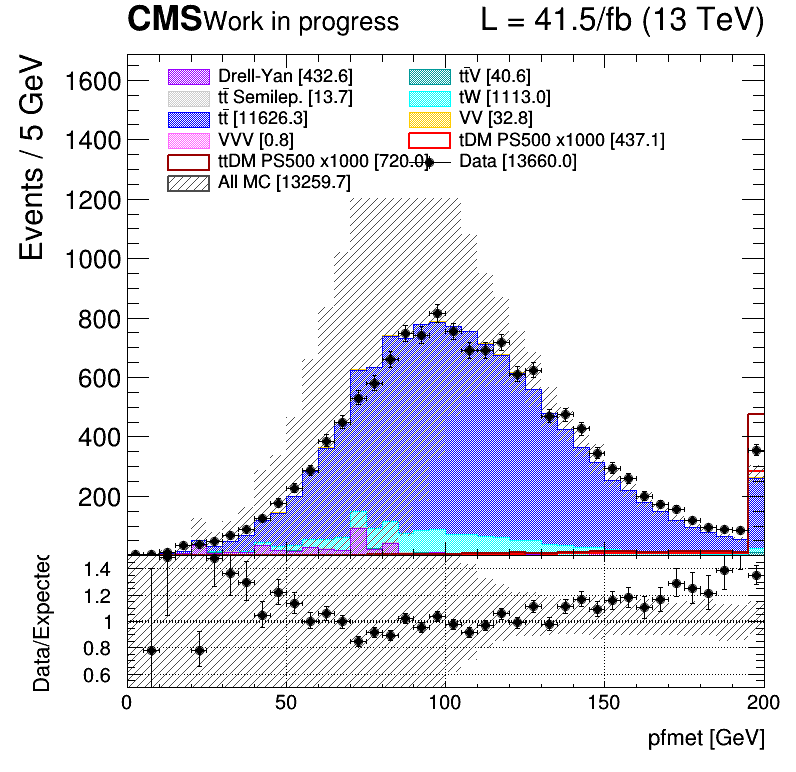 CMS Work in progress L = 41.5/fb (13 TeV)
Events / 5 GeV
1600
1400
1200
1000
800
600
400
200
Drell-Yan [432.6]
tt̄V [40.6]
tt̄ Semilep. [13.7]
tW [1113.0]
tt̄ [11626.3]
VV [32.8]
VVV [0.8]
tDM PS500 x1000 [437.1]
ttDM PS500 x1000 [720.0]
Data [13660.0]
All MC [13259.7]
Data/Expected
1.4
1.2
1
0.8
0.6
0 50 100 150 200
pfmet [GeV]